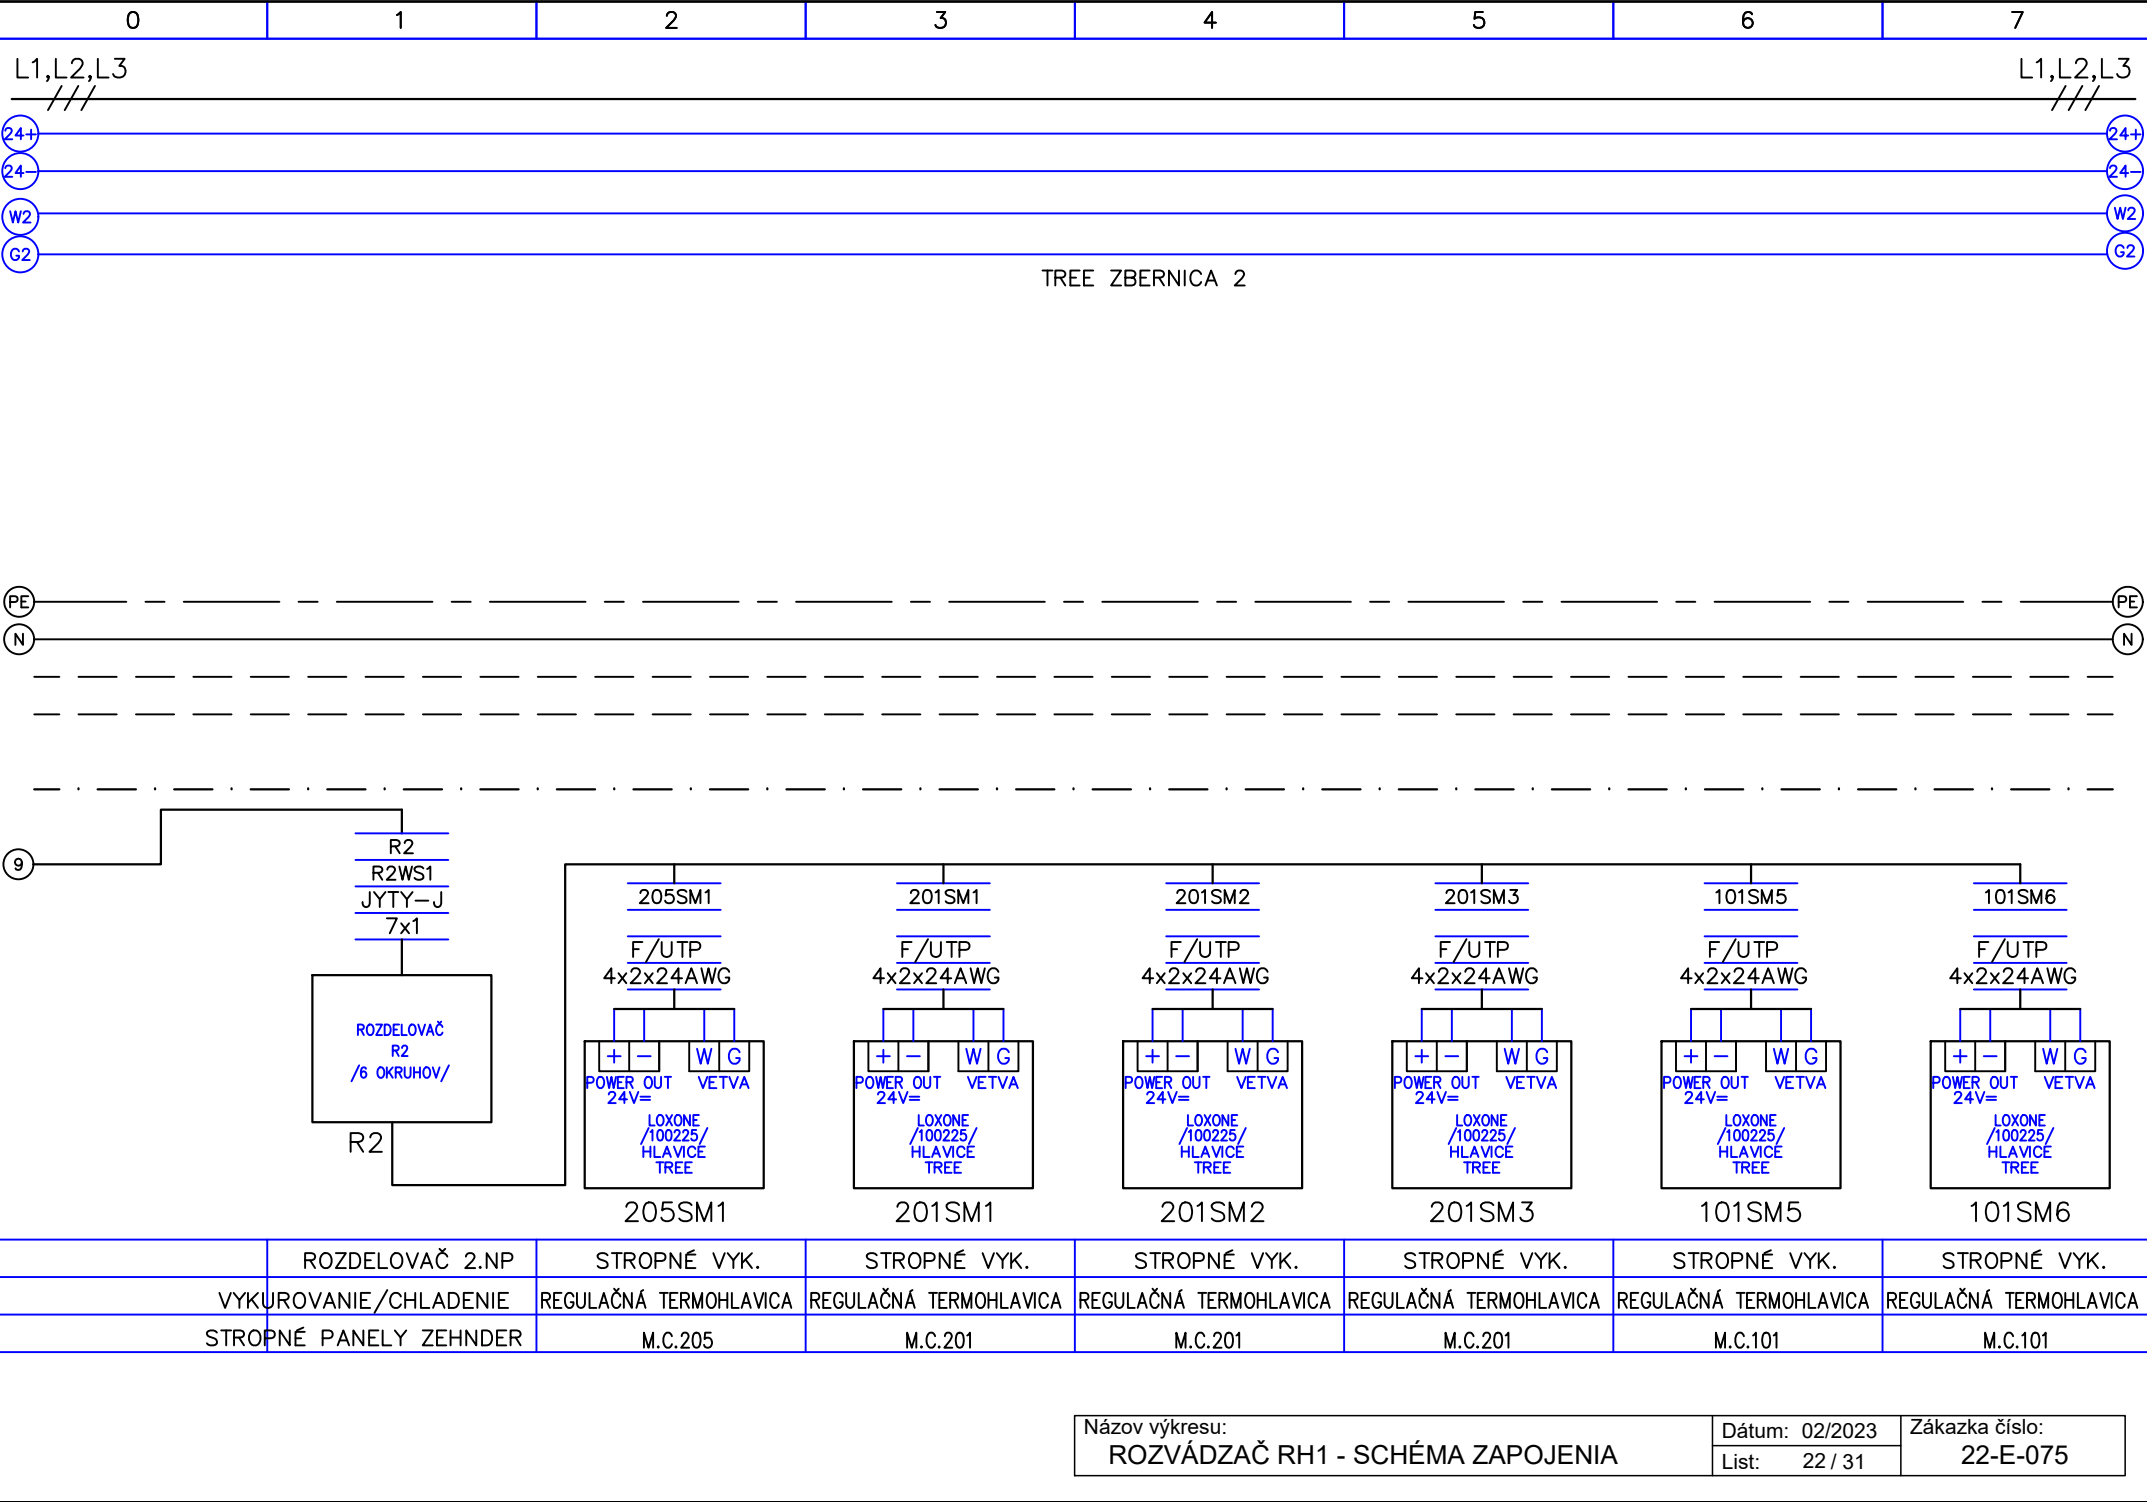 0 1 2 3 4 5 6 7
L1,L2,L3 L1,L2,L3
24+ 24+
24- 24-
W2 W2
G2 G2
TREE ZBERNICA 2
PE PE
N N
9
R2
R2WS1
JYTY-J
7x1
ROZDELOVAČ
R2
/6 OKRUHOV/
R2
205SM1 201SM1 201SM2 201SM3 101SM5 101SM6
F/UTP F/UTP F/UTP F/UTP F/UTP F/UTP
4x2x24AWG 4x2x24AWG 4x2x24AWG 4x2x24AWG 4x2x24AWG 4x2x24AWG
+ - W G + - W G + - W G + - W G + - W G + - W G
POWER OUT VETVA POWER OUT VETVA POWER OUT VETVA POWER OUT VETVA POWER OUT VETVA POWER OUT VETVA
24V= 24V= 24V= 24V= 24V= 24V=
LOXONE LOXONE LOXONE LOXONE LOXONE LOXONE
/100225/ /100225/ /100225/ /100225/ /100225/ /100225/
HLAVICE HLAVICE HLAVICE HLAVICE HLAVICE HLAVICE
TREE TREE TREE TREE TREE TREE
205SM1 201SM1 201SM2 201SM3 101SM5 101SM6
ROZDELOVAČ 2.NP STROPNÉ VYK. STROPNÉ VYK. STROPNÉ VYK. STROPNÉ VYK. STROPNÉ VYK. STROPNÉ VYK.
VYKUROVANIE/CHLADENIE REGULAČNÁ TERMOHLAVICA REGULAČNÁ TERMOHLAVICA REGULAČNÁ TERMOHLAVICA REGULAČNÁ TERMOHLAVICA REGULAČNÁ TERMOHLAVICA REGULAČNÁ TERMOHLAVICA
STROPNÉ PANELY ZEHNDER M.C.205 M.C.201 M.C.201 M.C.201 M.C.101 M.C.101
Názov výkresu:
ROZVÁDZAČ RH1 - SCHÉMA ZAPOJENIA
Dátum: 02/2023
List: 22 / 31
Zákazka číslo:
22-E-075